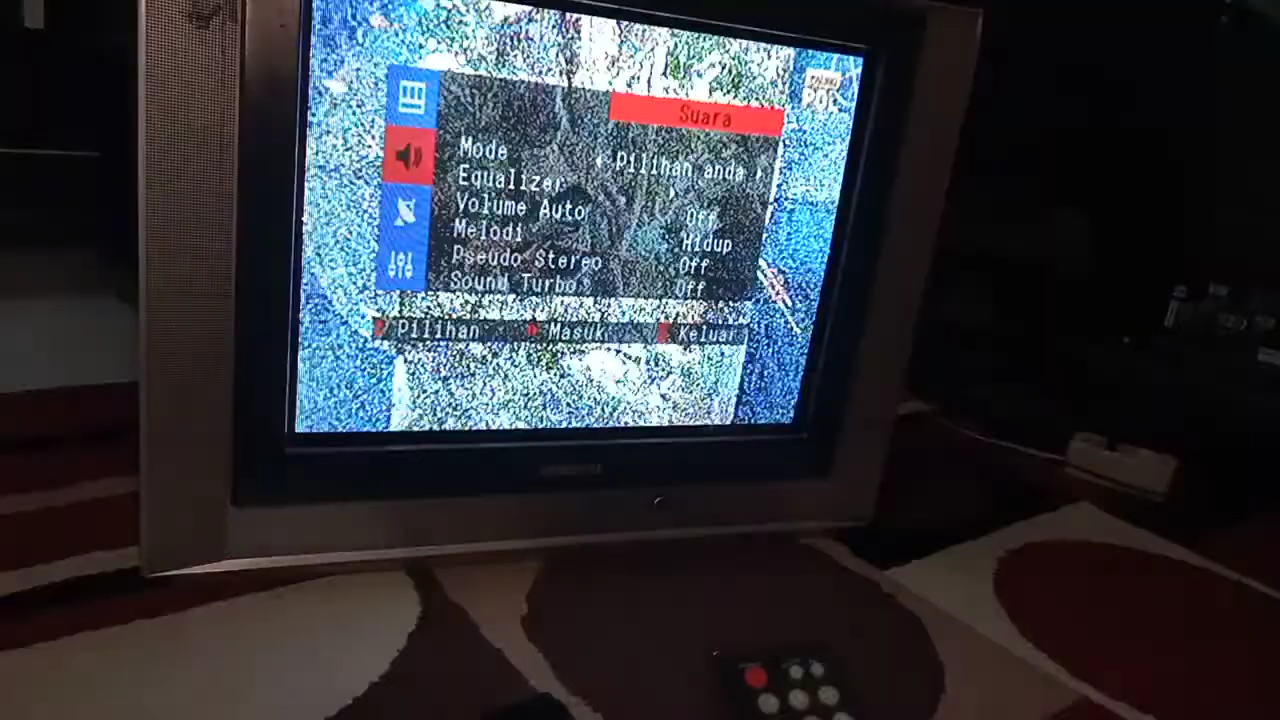 Suara
Mode Pilihan anda
Equalizer
Volume Auto Off
Melodi Hidup
Pseudo Stereo Off
Sound Turbo Off
Pilihan Masuk Keluar